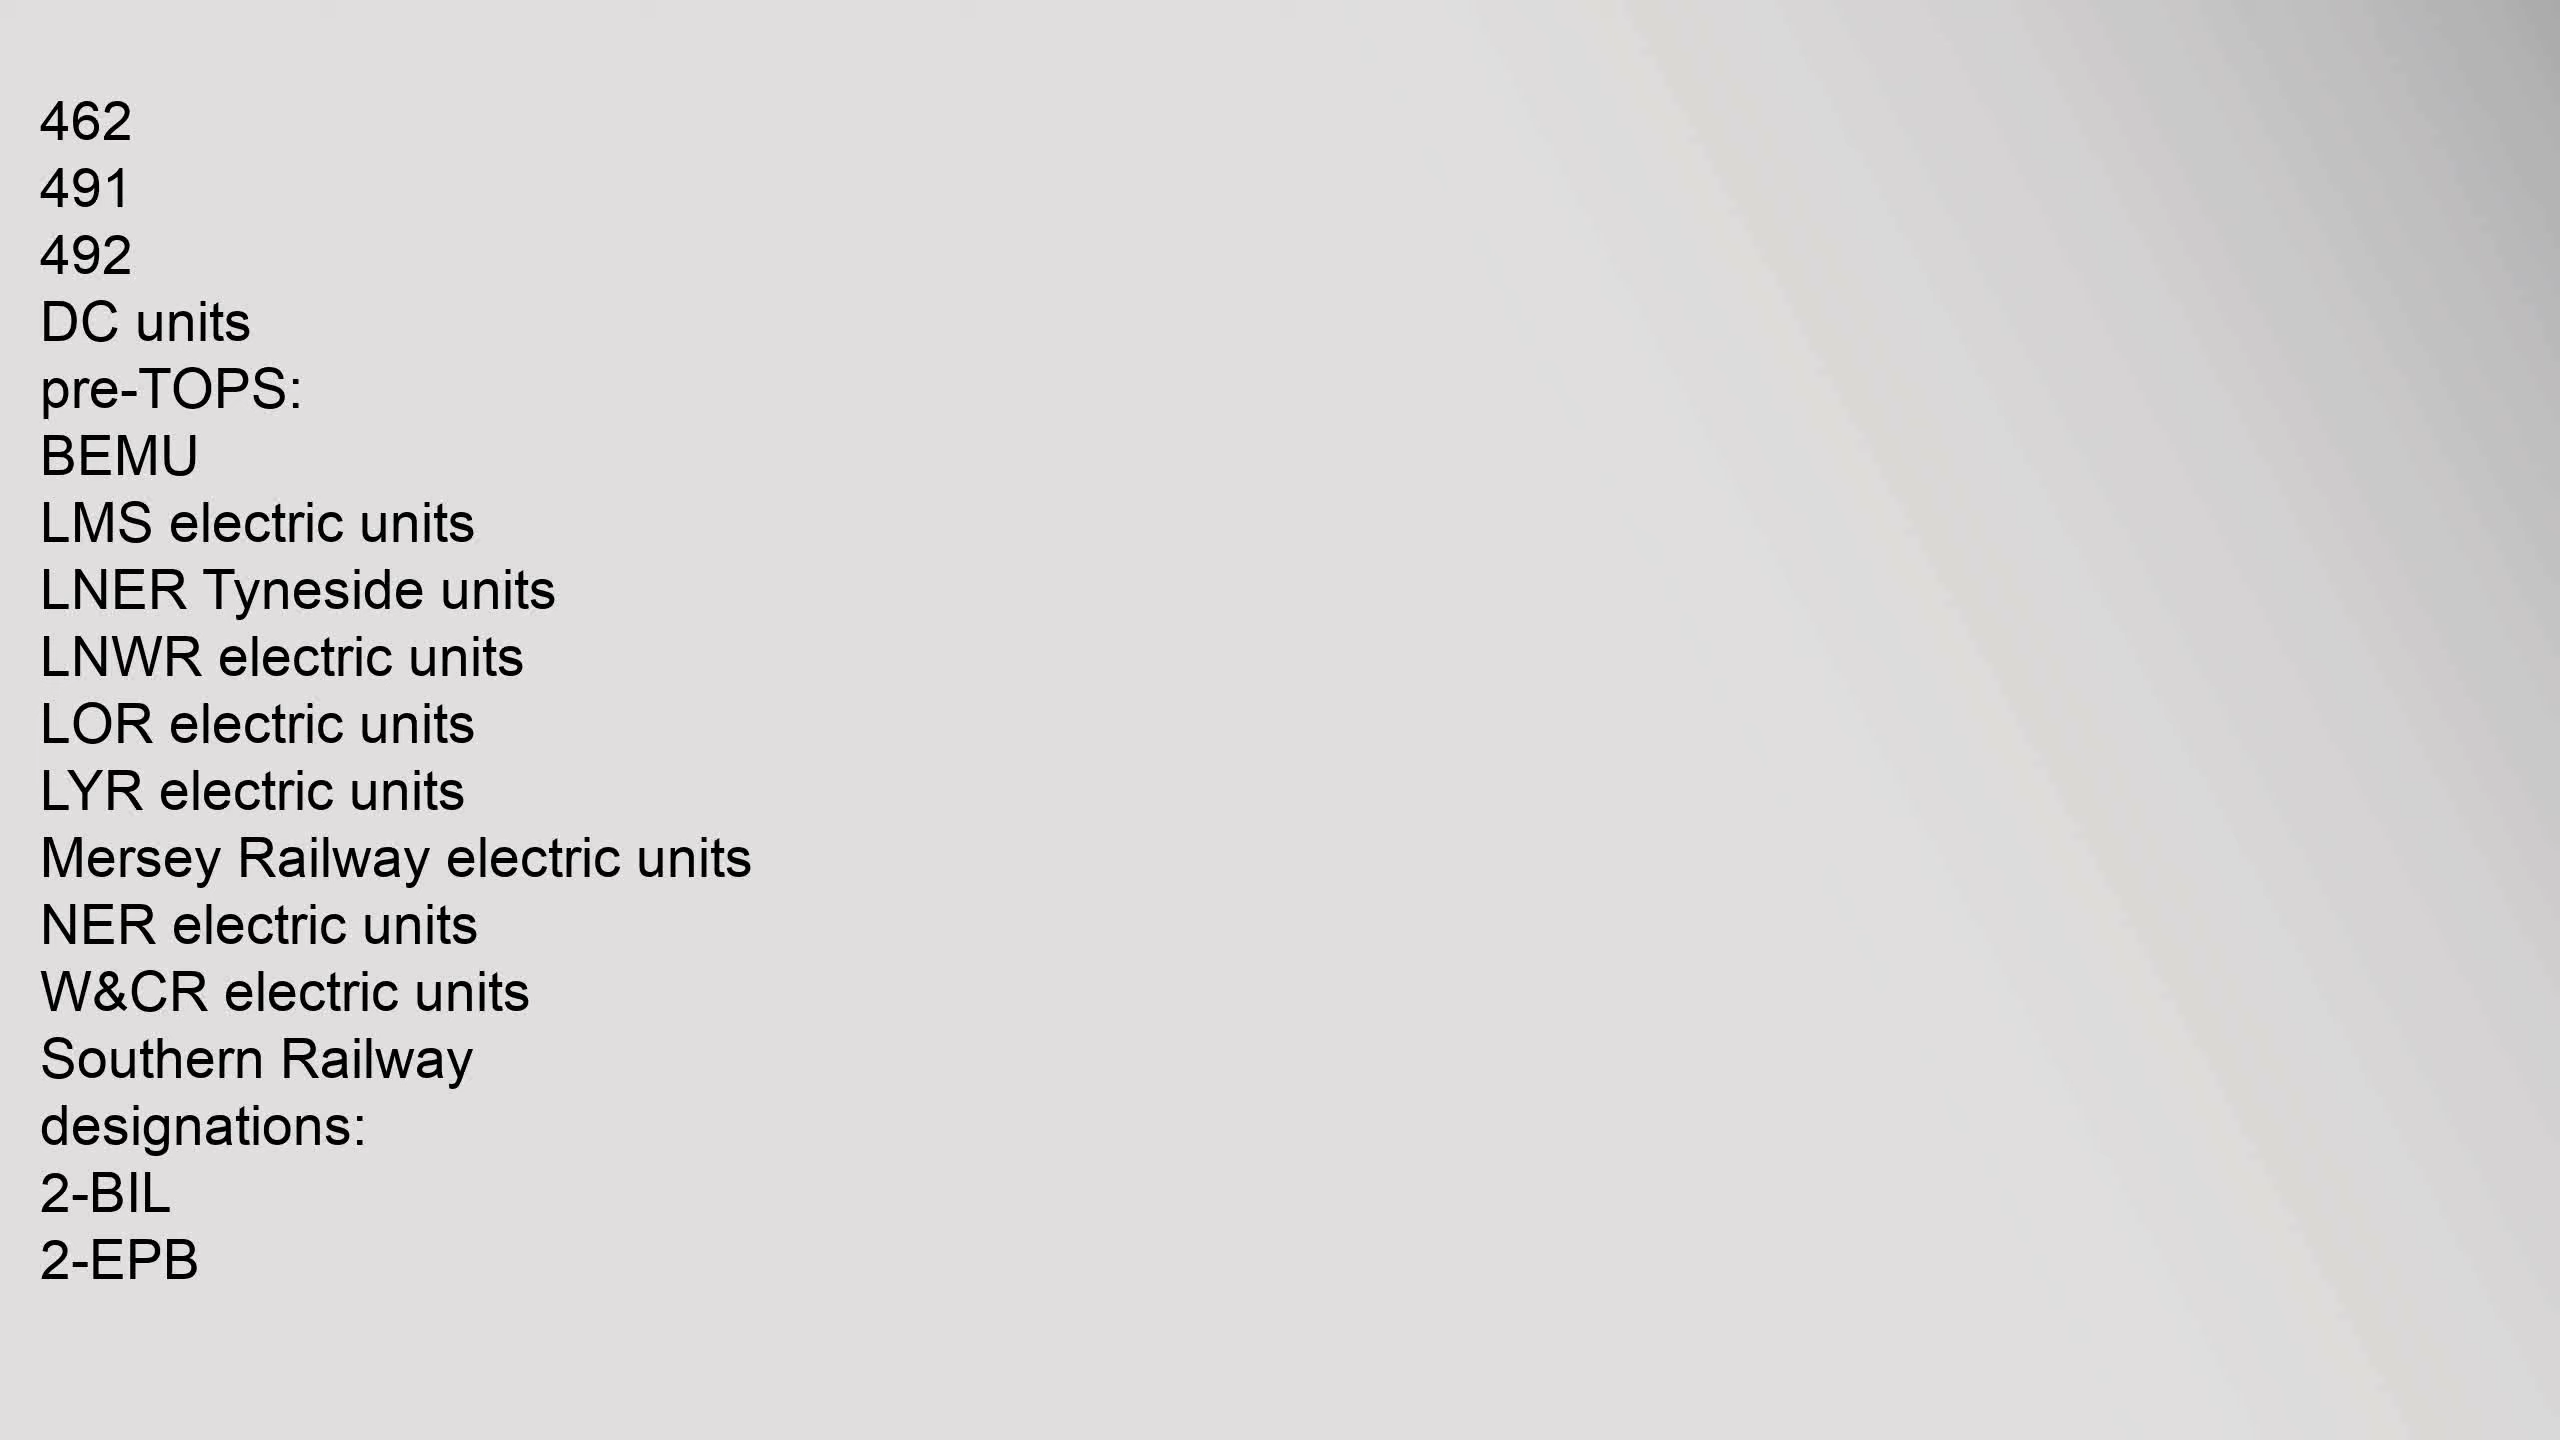 462
491
492
DC units
pre-TOPS:
BEMU
LMS electric units
LNER Tyneside units
LNWR electric units
LOR electric units
LYR electric units
Mersey Railway electric units
NER electric units
W&CR electric units
Southern Railway
designations:
2-BIL
2-EPB